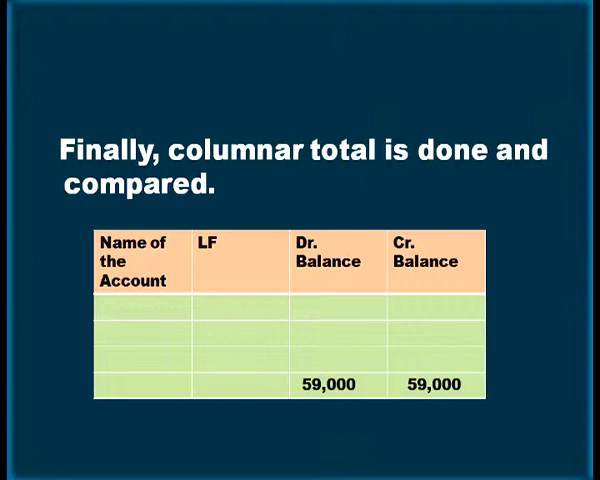 Finally, columnar total is done and
compared.
Name of the Account LF Dr. Balance Cr. Balance
59,000 59,000